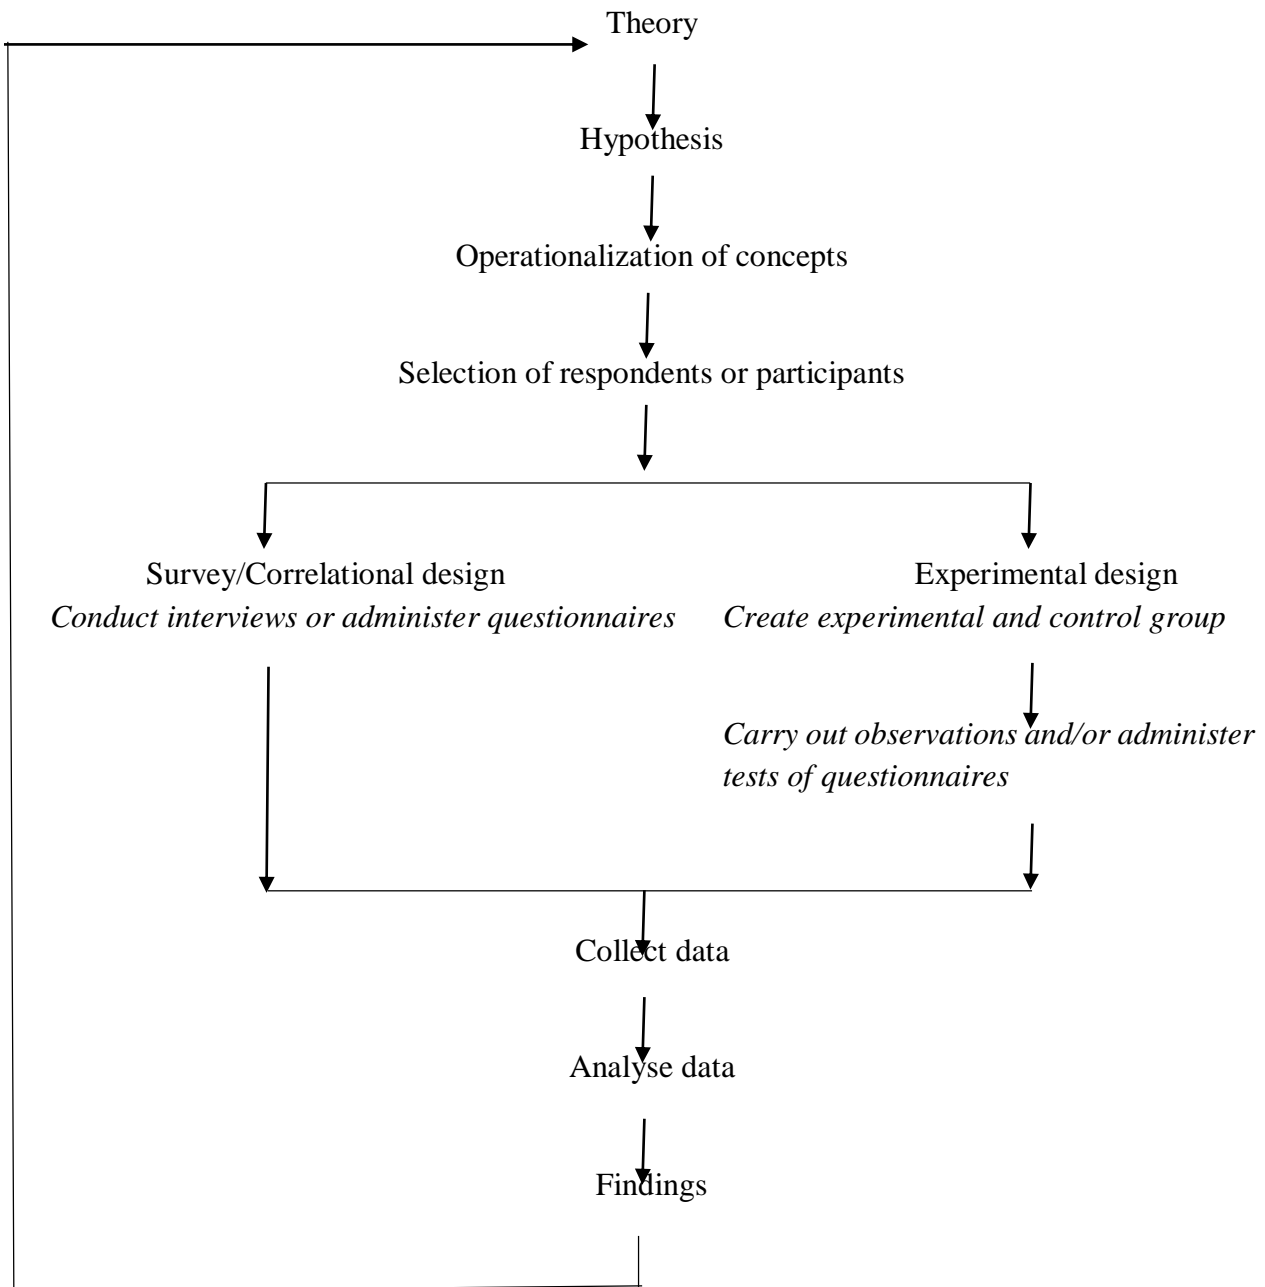 Theory
Hypothesis
Operationalization of concepts
Selection of respondents or participants
Survey/Correlational design
Conduct interviews or administer questionnaires
Experimental design
Create experimental and control group
Carry out observations and/or administer
tests of questionnaires
Collect data
Analyse data
Findings